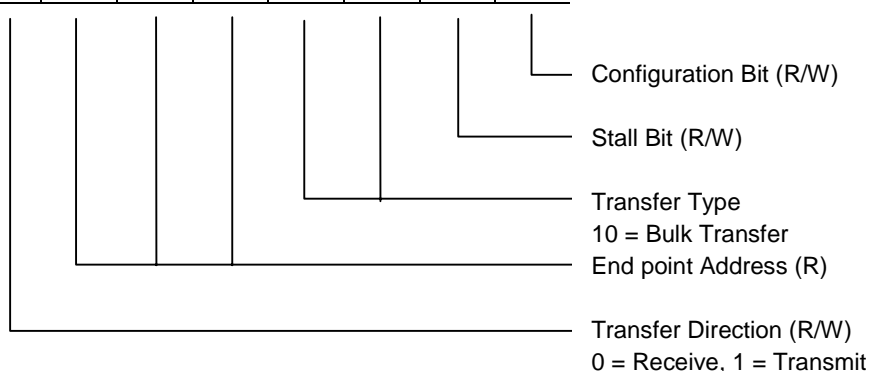 Configuration Bit (R/W)
Stall Bit (R/W)
Transfer Type
10 = Bulk Transfer
End point Address (R)
Transfer Direction (R/W)
0 = Receive, 1 = Transmit